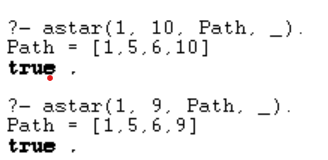 ?- astar(1, 10, Path, _).
Path = [1,5,6,10]
true .
?- astar(1, 9, Path, _).
Path = [1,5,6,9]
true .